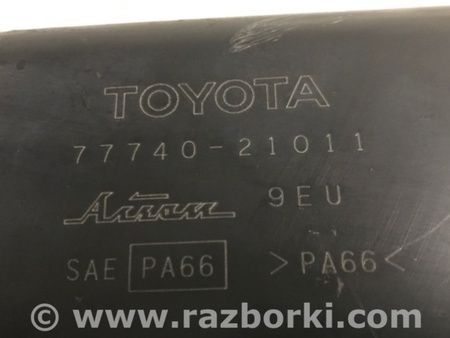 TOYOTA
77740-21011
Aisan 9EU
SAE PA66 >PA66<
© www.razborki.com